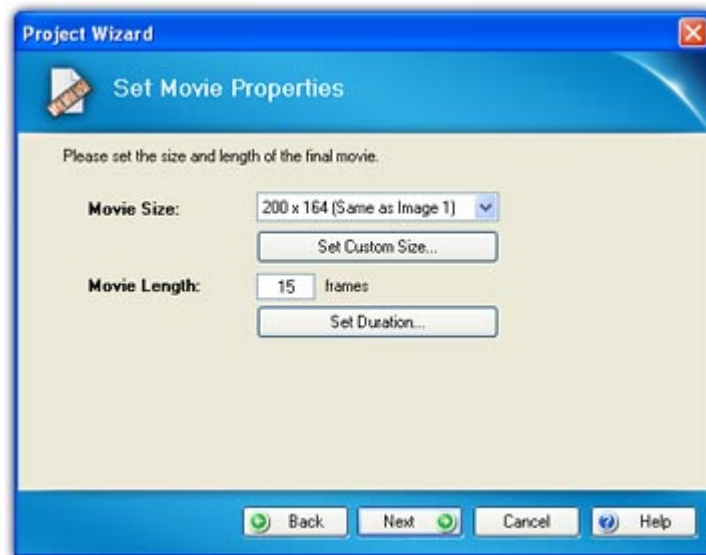 Project Wizard
Set Movie Properties
Please set the size and length of the final movie.
Movie Size: 200 x 164 (Same as Image 1)
Set Custom Size...
Movie Length: 15 frames
Set Duration...
Back Next Cancel Help